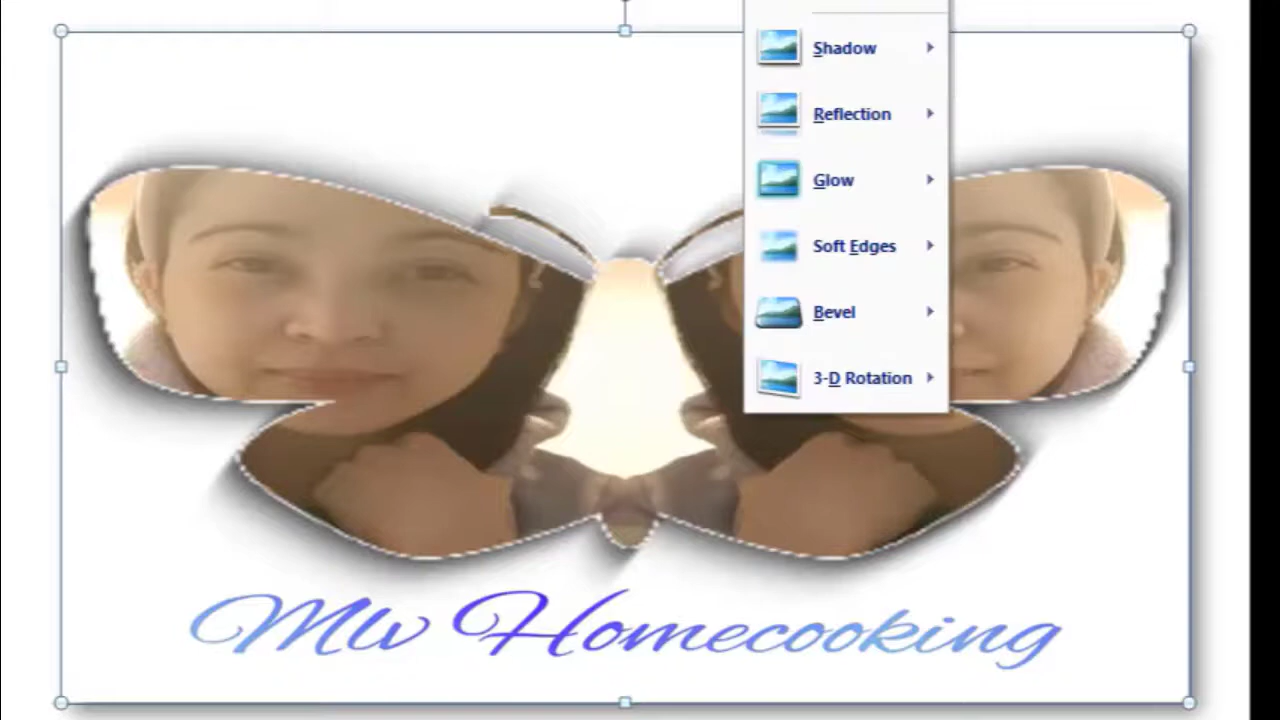 Shadow
Reflection
Glow
Soft Edges
Bevel
3-D Rotation
Mw Homecooking